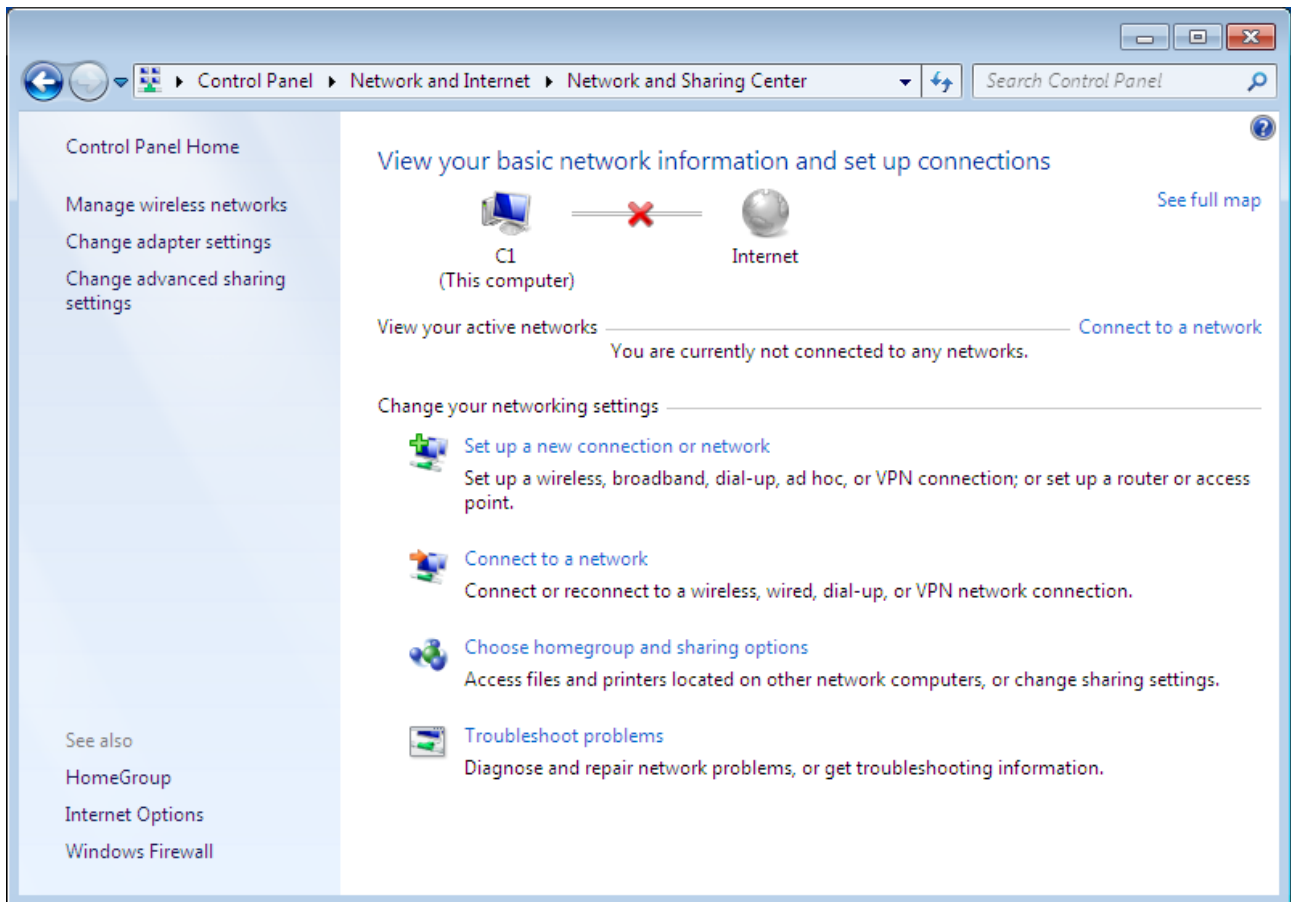 Control Panel Network and Internet Network and Sharing Center Search Control Panel
Control Panel Home
Manage wireless networks
Change adapter settings
Change advanced sharing
settings
See also
HomeGroup
Internet Options
Windows Firewall
View your basic network information and set up connections
See full map
C1
(This computer)
Internet
View your active networks Connect to a network
You are currently not connected to any networks.
Change your networking settings
Set up a new connection or network
Set up a wireless, broadband, dial-up, ad hoc, or VPN connection; or set up a router or access
point.
Connect to a network
Connect or reconnect to a wireless, wired, dial-up, or VPN network connection.
Choose homegroup and sharing options
Access files and printers located on other network computers, or change sharing settings.
Troubleshoot problems
Diagnose and repair network problems, or get troubleshooting information.